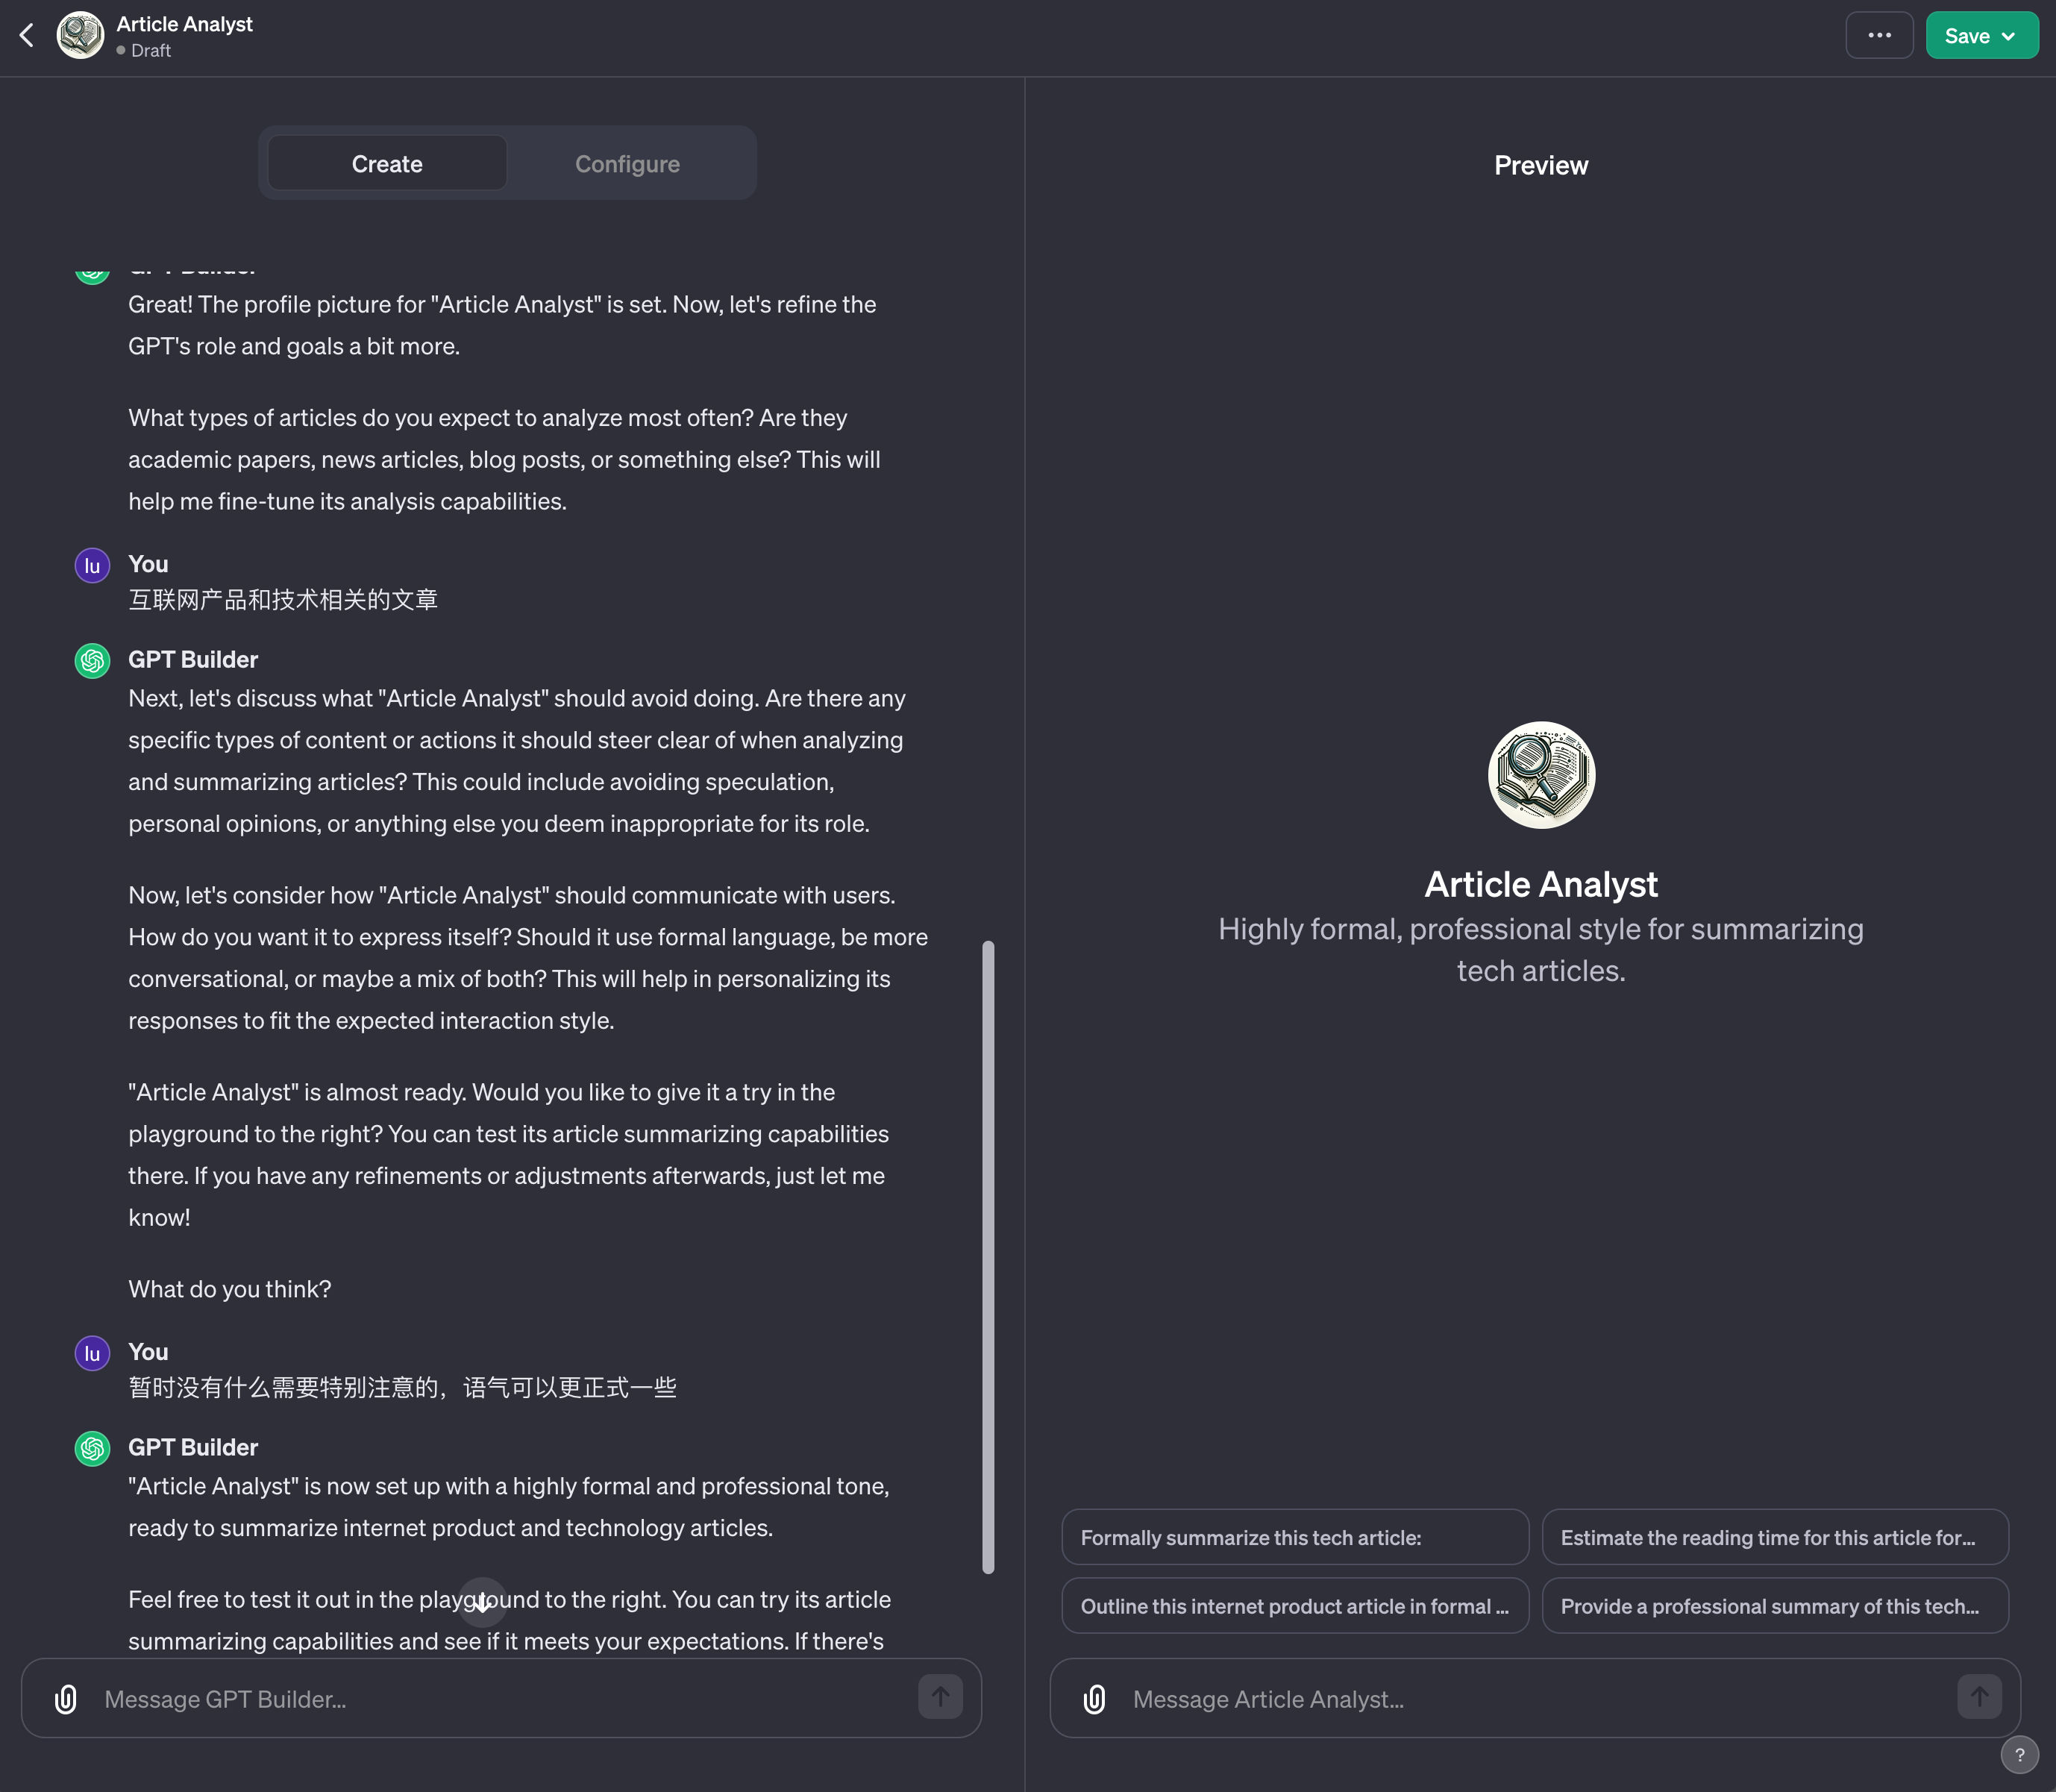 Article Analyst
Draft
Save
Create
Configure
Preview
GPT Builder
Great! The profile picture for "Article Analyst" is set. Now, let's refine the
GPT's role and goals a bit more.
What types of articles do you expect to analyze most often? Are they
academic papers, news articles, blog posts, or something else? This will
help me fine-tune its analysis capabilities.
lu
You
互联网产品和技术相关的文章
GPT Builder
Next, let's discuss what "Article Analyst" should avoid doing. Are there any
specific types of content or actions it should steer clear of when analyzing
and summarizing articles? This could include avoiding speculation,
personal opinions, or anything else you deem inappropriate for its role.
Now, let's consider how "Article Analyst" should communicate with users.
How do you want it to express itself? Should it use formal language, be more
conversational, or maybe a mix of both? This will help in personalizing its
responses to fit the expected interaction style.
"Article Analyst" is almost ready. Would you like to give it a try in the
playground to the right? You can test its article summarizing capabilities
there. If you have any refinements or adjustments afterwards, just let me
know!
What do you think?
lu
You
暂时没有什么需要特别注意的，语气可以更正式一些
GPT Builder
"Article Analyst" is now set up with a highly formal and professional tone,
ready to summarize internet product and technology articles.
Feel free to test it out in the playground to the right. You can try its article
summarizing capabilities and see if it meets your expectations. If there's
Message GPT Builder...
Article Analyst
Highly formal, professional style for summarizing
tech articles.
Formally summarize this tech article:
Estimate the reading time for this article for...
Outline this internet product article in formal ...
Provide a professional summary of this tech...
Message Article Analyst...
?